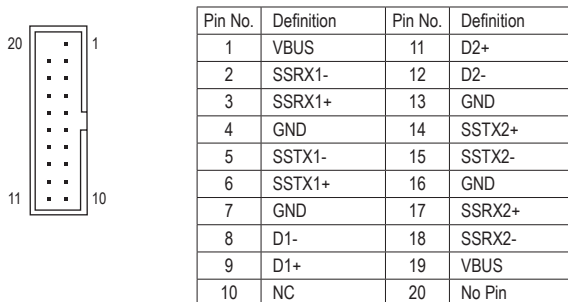 20 1
11 10
Pin No. Definition Pin No. Definition
1 VBUS 11 D2+
2 SSRX1- 12 D2-
3 SSRX1+ 13 GND
4 GND 14 SSTX2+
5 SSTX1- 15 SSTX2-
6 SSTX1+ 16 GND
7 GND 17 SSRX2+
8 D1- 18 SSRX2-
9 D1+ 19 VBUS
10 NC 20 No Pin